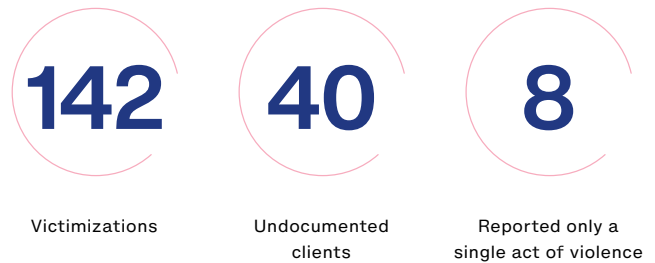 142
40
8
Victimizations
Undocumented
clients
Reported only a
single act of violence